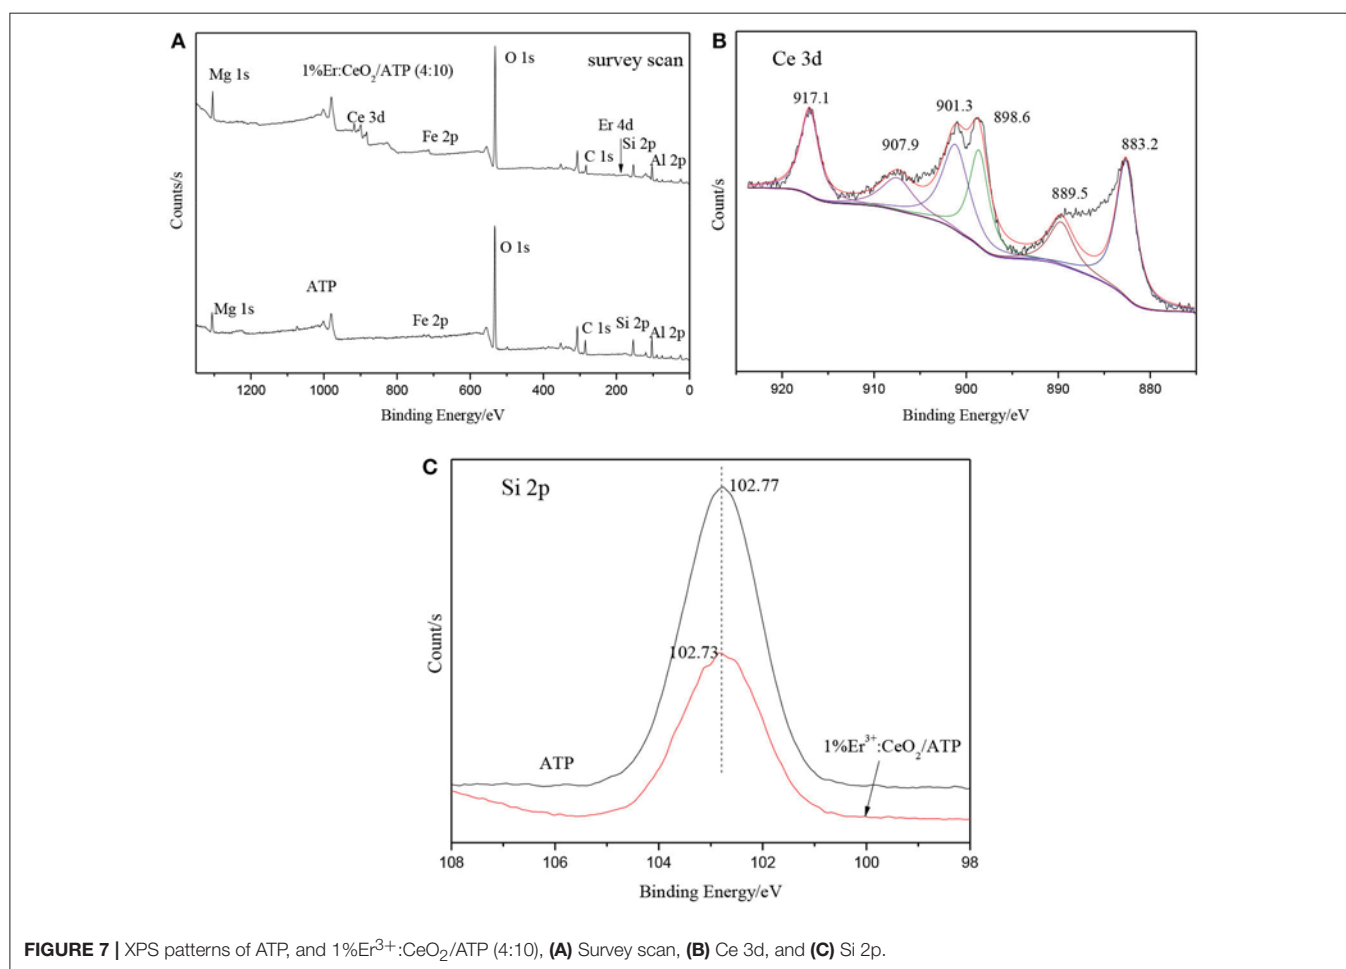 A
survey scan
O 1s
1%Er:CeO₂/ATP (4:10)
Mg 1s
Ce 3d
Er 4d
Fe 2p
Si 2p
C 1s
Al 2p
O 1s
ATP
Mg 1s
Fe 2p
Si 2p
C 1s
Al 2p
Counts/s
1200 1000 800 600 400 200 0
Binding Energy/eV
B
Ce 3d
917.1
901.3
898.6
907.9
883.2
889.5
Counts/s
920 910 900 890 880
Binding Energy/eV
C
Si 2p
102.77
102.73
1%Er³⁺:CeO₂/ATP
ATP
Count/s
108 106 104 102 100 98
Binding Energy/eV
FIGURE 7 | XPS patterns of ATP, and 1%Er³⁺:CeO₂/ATP (4:10), (A) Survey scan, (B) Ce 3d, and (C) Si 2p.